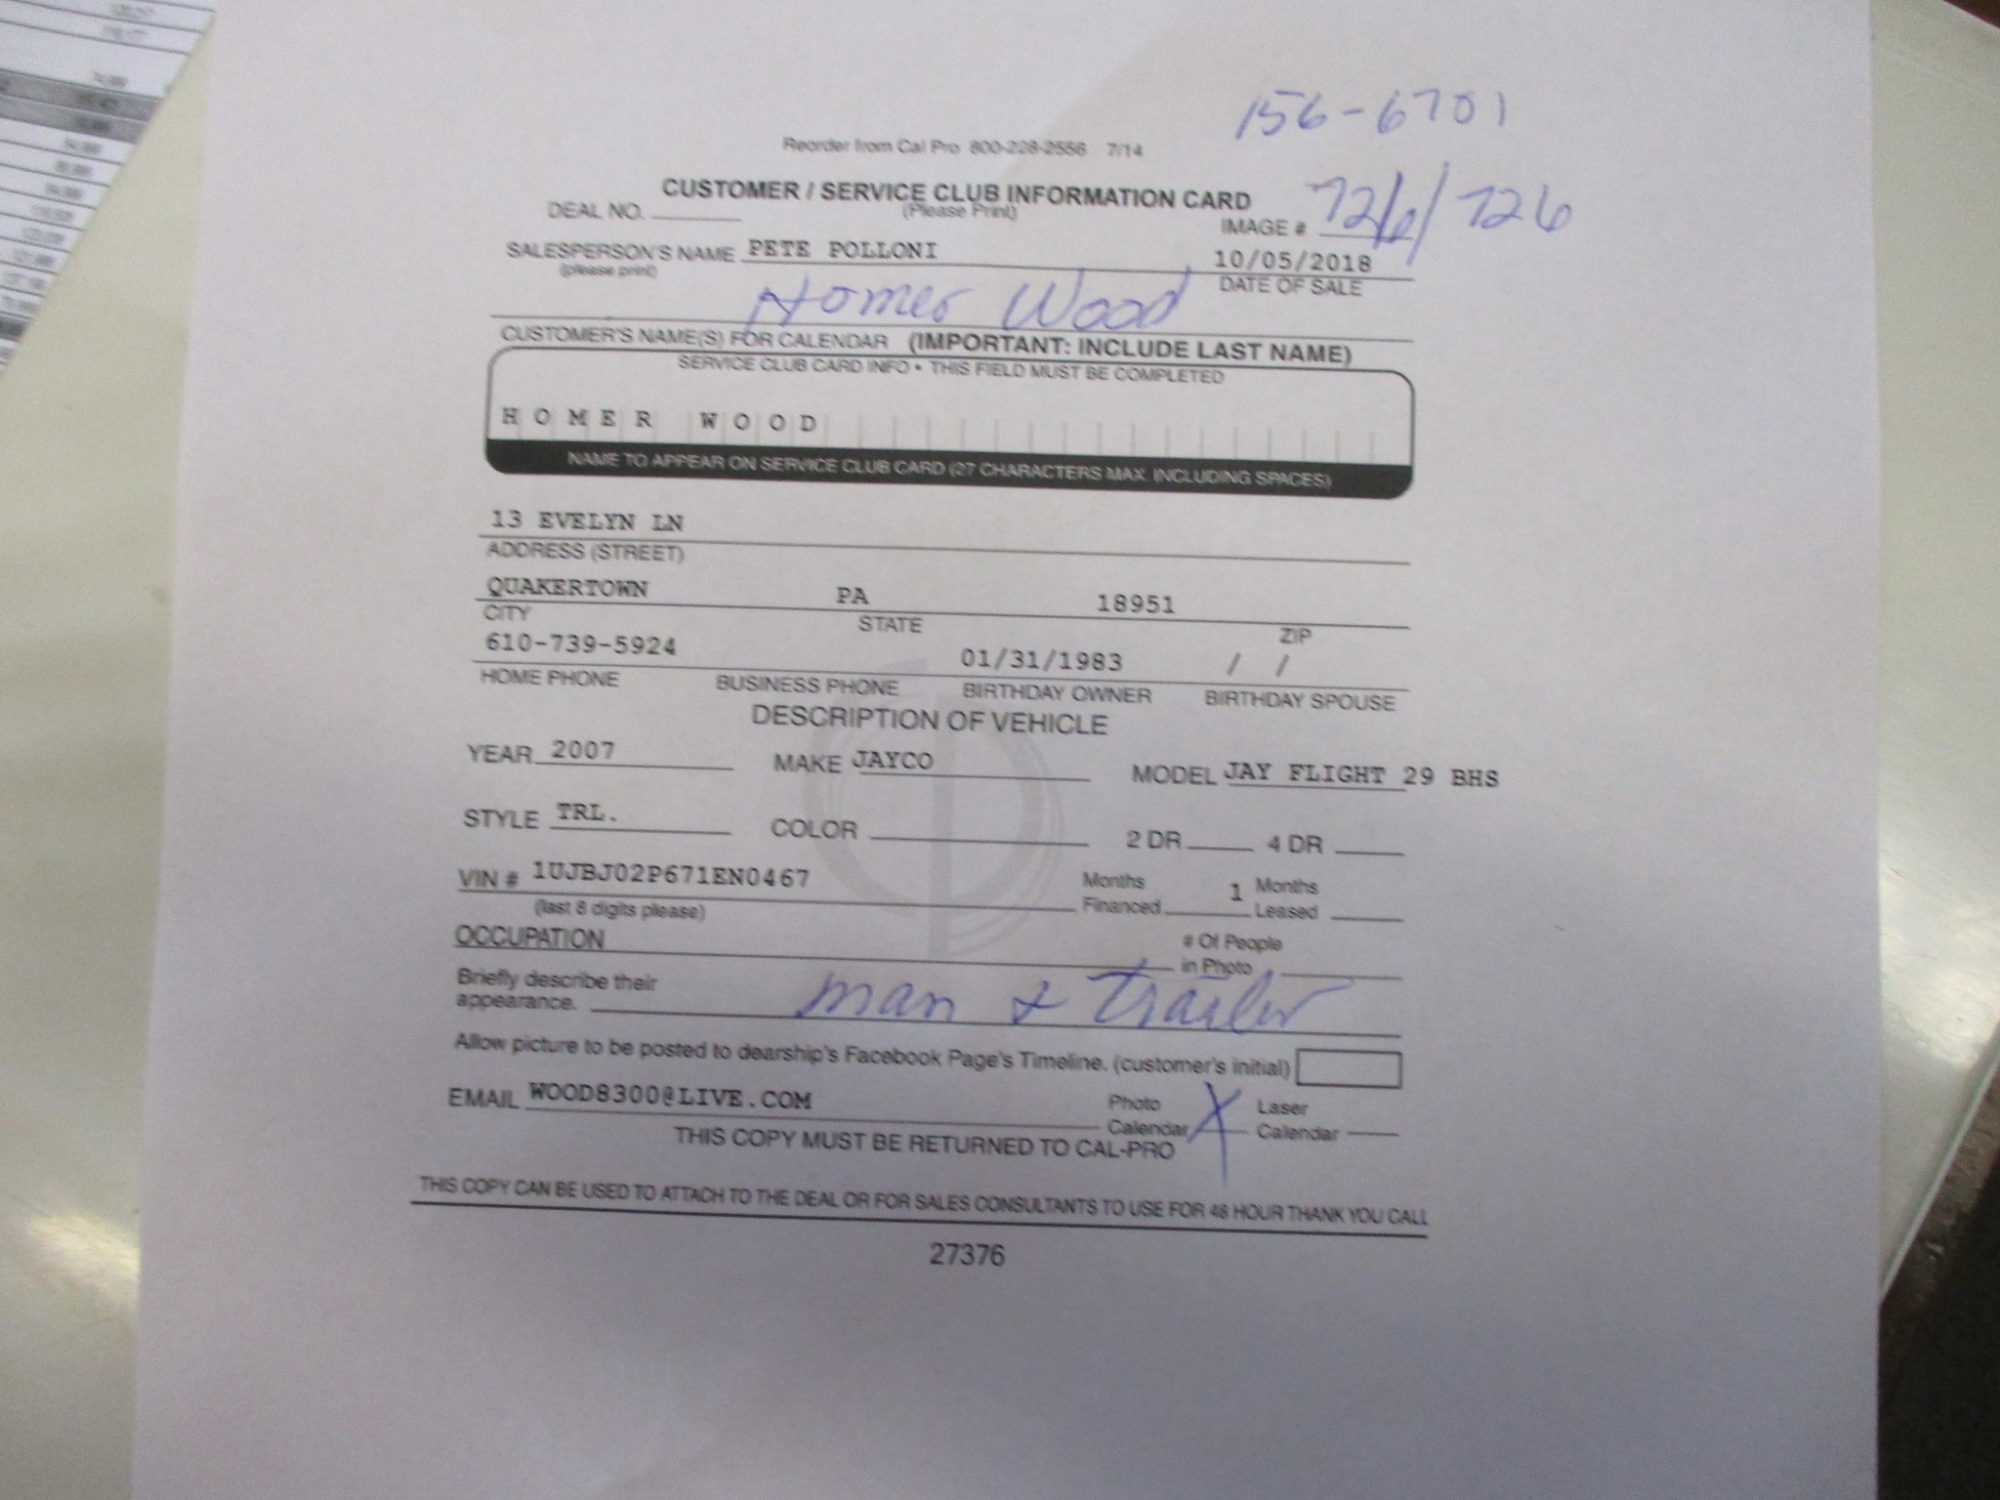 156-6701
Reorder from Cal Pro 800-228-2556 7/14
CUSTOMER / SERVICE CLUB INFORMATION CARD
(Please Print)
DEAL NO.
IMAGE # 726/726
SALESPERSON'S NAME PETE POLLONI
(please print)
10/05/2018
DATE OF SALE
Homer Wood
CUSTOMER'S NAME(S) FOR CALENDAR (IMPORTANT: INCLUDE LAST NAME)
SERVICE CLUB CARD INFO • THIS FIELD MUST BE COMPLETED
HOMER WOOD
NAME TO APPEAR ON SERVICE CLUB CARD (27 CHARACTERS MAX. INCLUDING SPACES)
13 EVELYN LN
ADDRESS (STREET)
QUAKERTOWN PA 18951
CITY STATE ZIP
610-739-5924 01/31/1983 / /
HOME PHONE BUSINESS PHONE BIRTHDAY OWNER BIRTHDAY SPOUSE
DESCRIPTION OF VEHICLE
YEAR 2007 MAKE JAYCO MODEL JAY FLIGHT 29 BHS
STYLE TRL. COLOR 2 DR 4 DR
VIN # 1UJBJ02P671EN0467 Months Financed 1 Months Leased
(last 8 digits please)
OCCUPATION # Of People in Photo
Briefly describe their
appearance. man & trailer
Allow picture to be posted to dearship's Facebook Page's Timeline. (customer's initial)
EMAIL WOOD8300@LIVE.COM Photo Calendar X Laser Calendar
THIS COPY MUST BE RETURNED TO CAL-PRO
THIS COPY CAN BE USED TO ATTACH TO THE DEAL OR FOR SALES CONSULTANTS TO USE FOR 48 HOUR THANK YOU CALL
27376